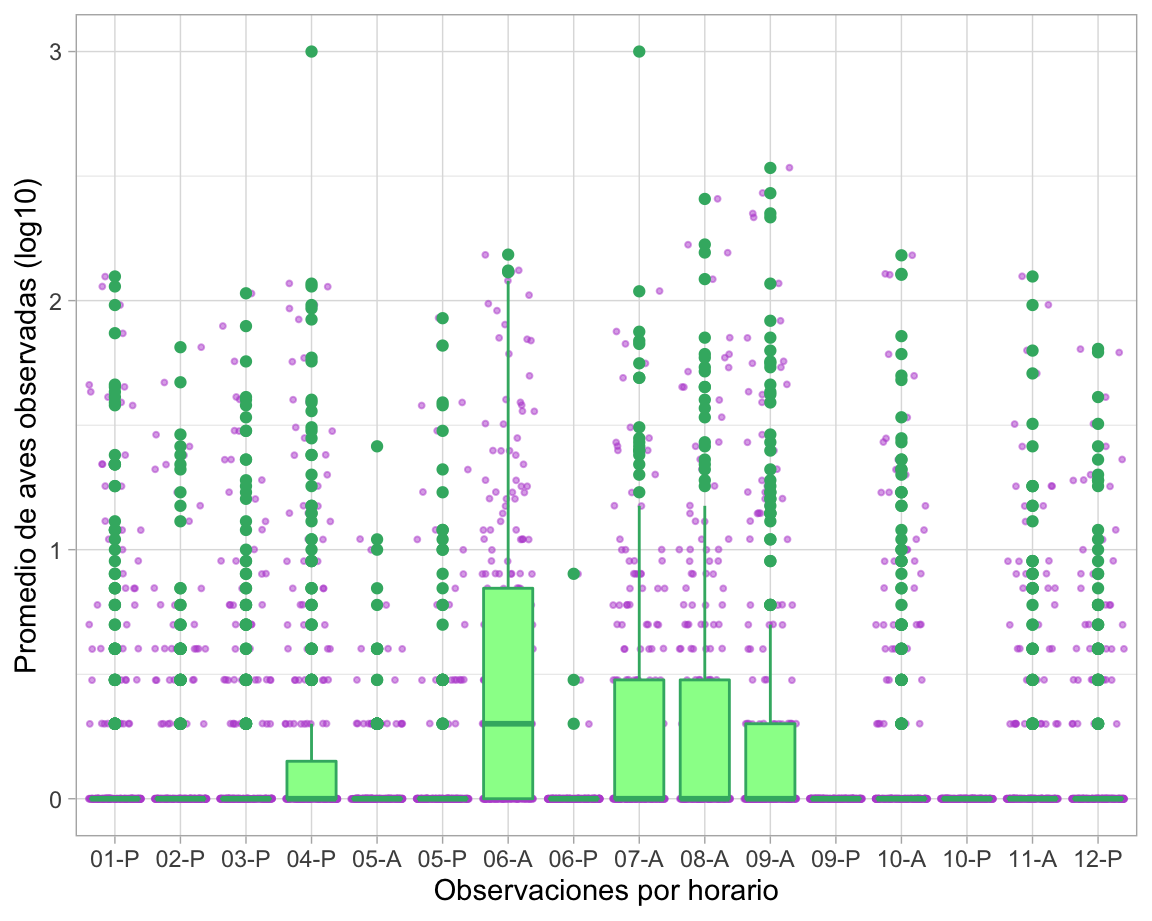 Promedio de aves observadas (log10)
3
2
1
0
01-P 02-P 03-P 04-P 05-A 05-P 06-A 06-P 07-A 08-A 09-A 09-P 10-A 10-P 11-A 12-P
Observaciones por horario